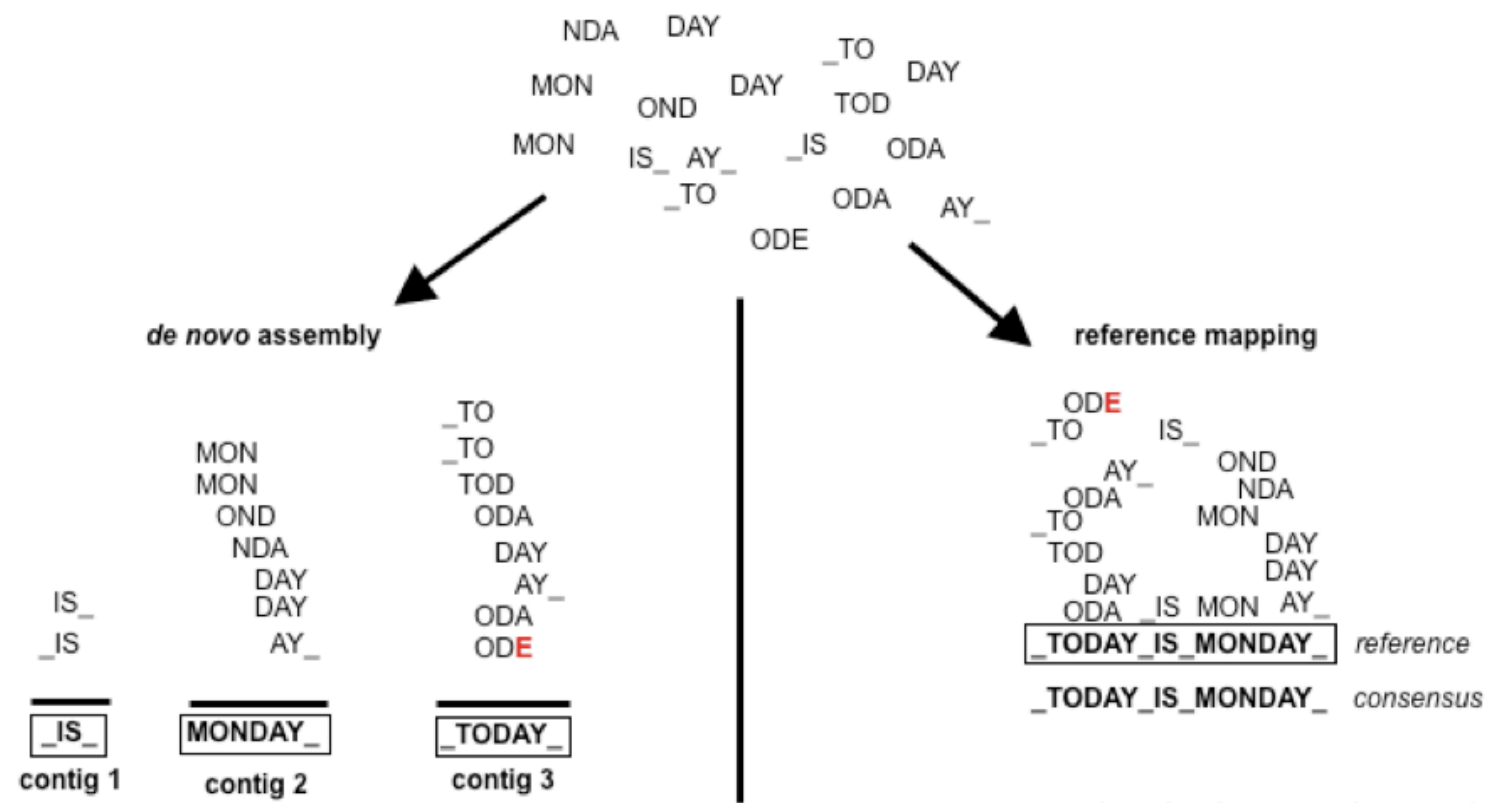 NDA DAY
_TO
DAY
MON OND DAY TOD
MON IS_ AY_ _IS ODA
_TO ODA AY_
ODE
de novo assembly
_TO
_TO
MON
MON TOD
OND ODA
NDA DAY
DAY AY_
IS_ DAY ODA
_IS AY_ ODE
_IS_ MONDAY_ _TODAY_
contig 1 contig 2 contig 3
reference mapping
ODE
_TO IS_
AY_ OND
ODA NDA
_TO MON
TOD DAY
DAY DAY
ODA _IS MON AY_
_TODAY_IS_MONDAY_ reference
_TODAY_IS_MONDAY_ consensus